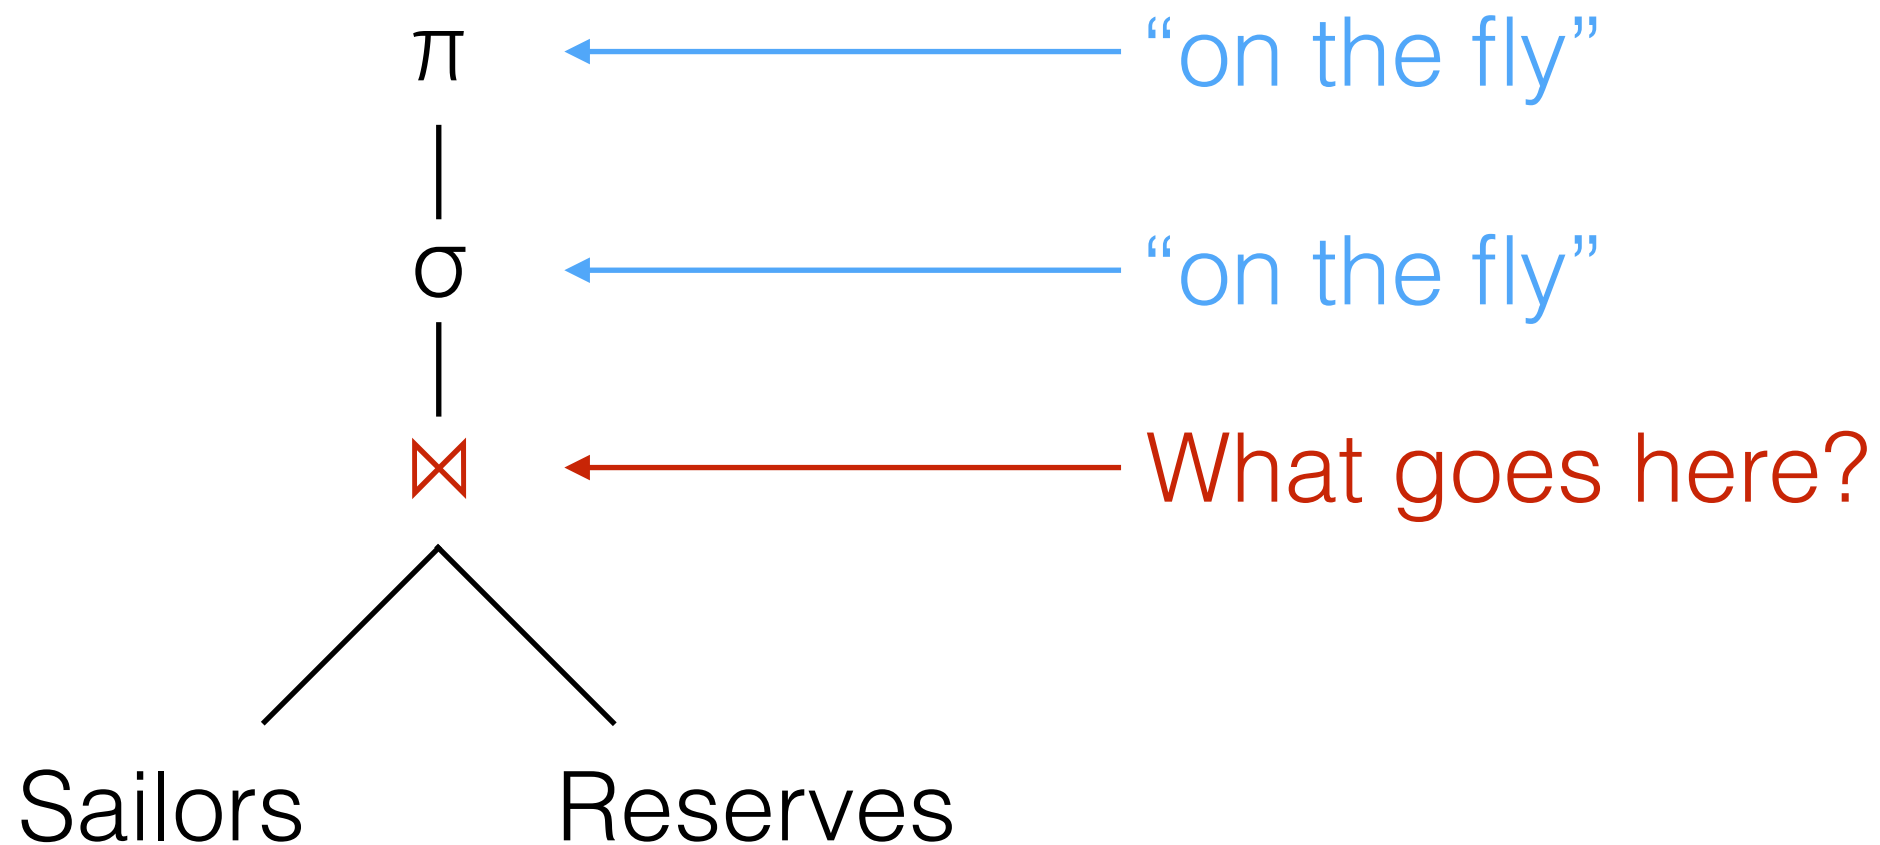 π “on the fly”
σ “on the fly”
⋈ What goes here?
Sailors Reserves